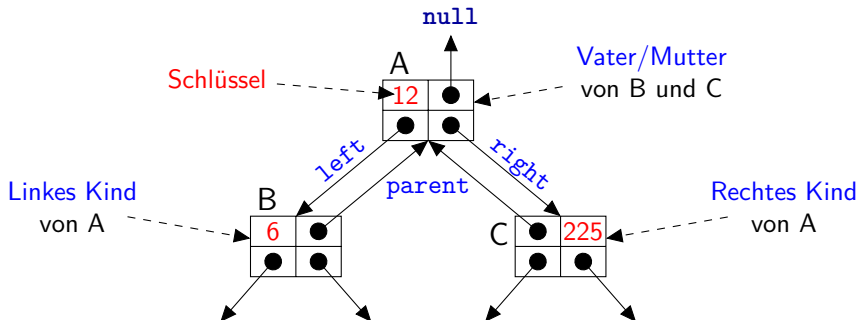 null
A
Vater/Mutter
von B und C
Schlüssel
12
left
right
parent
Linkes Kind
von A
B
6
C
225
Rechtes Kind
von A